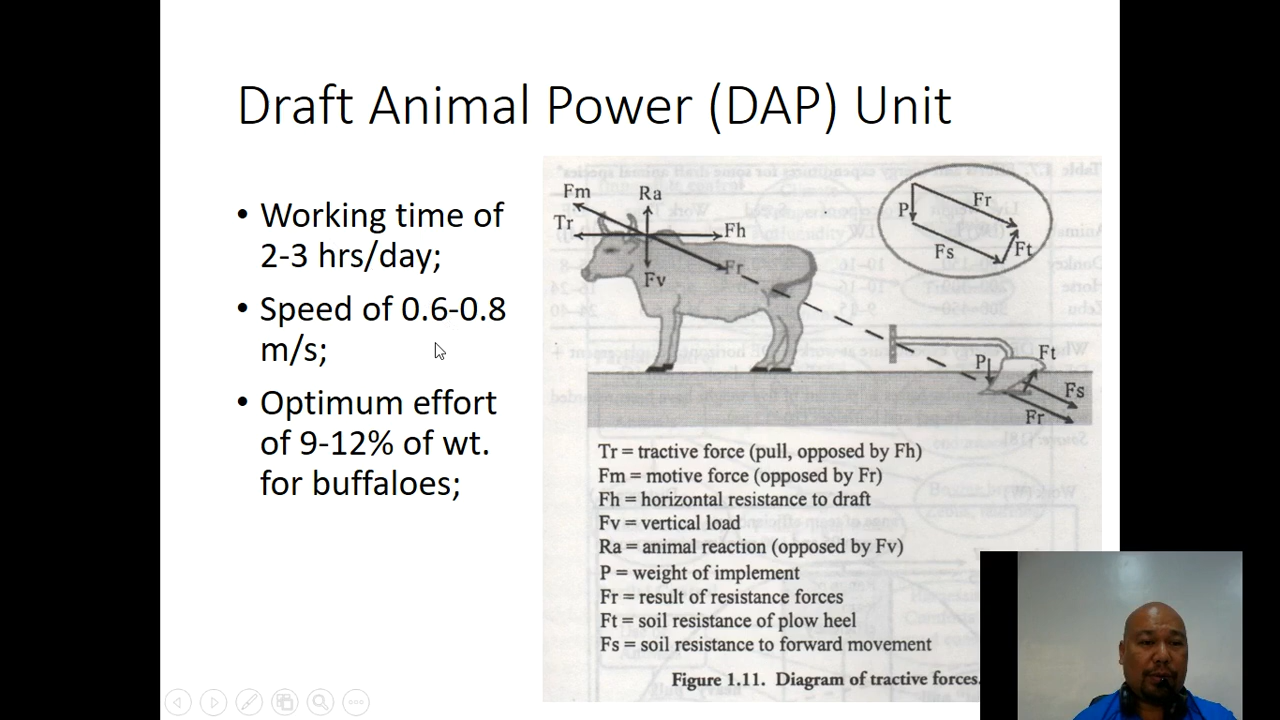 Draft Animal Power (DAP) Unit
• Working time of
2-3 hrs/day;
• Speed of 0.6-0.8
m/s;
• Optimum effort
of 9-12% of wt.
for buffaloes;
Fm
Ra
Tr
Fh
Fr
Fv
P
Fr
Fs
Ft
P
Ft
Fs
Fr
Tr = tractive force (pull, opposed by Fh)
Fm = motive force (opposed by Fr)
Fh = horizontal resistance to draft
Fv = vertical load
Ra = animal reaction (opposed by Fv)
P = weight of implement
Fr = result of resistance forces
Ft = soil resistance of plow heel
Fs = soil resistance to forward movement
Figure 1.11. Diagram of tractive forces.